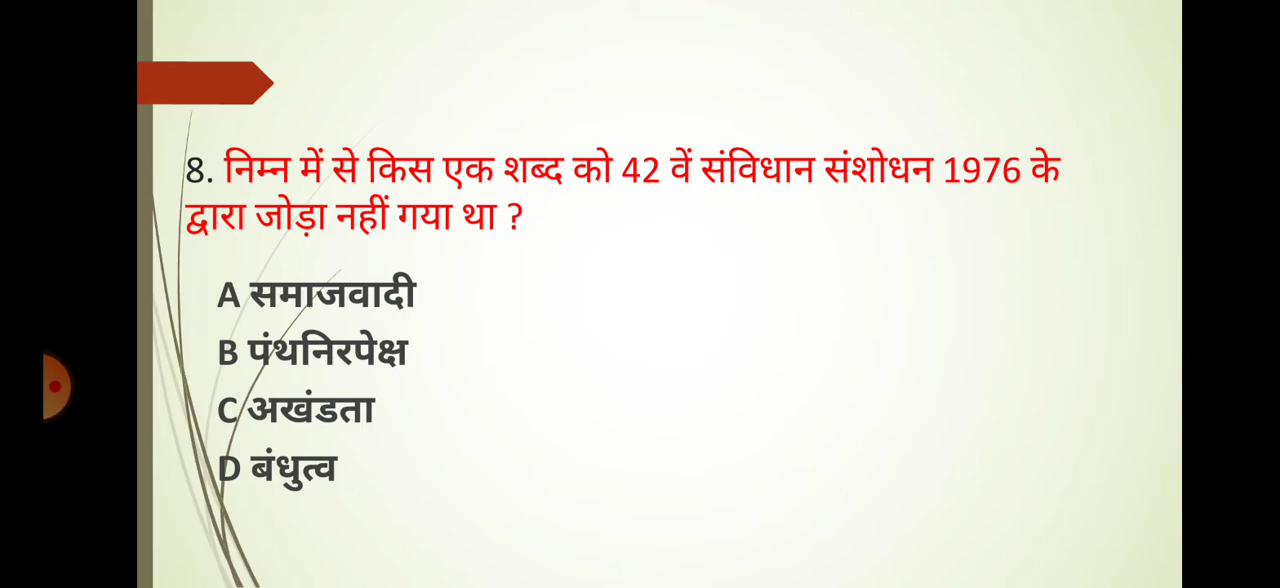 8. निम्न में से किस एक शब्द को 42 वें संविधान संशोधन 1976 के
द्वारा जोड़ा नहीं गया था ?
A समाजवादी
B पंथनिरपेक्ष
C अखंडता
D बंधुत्व